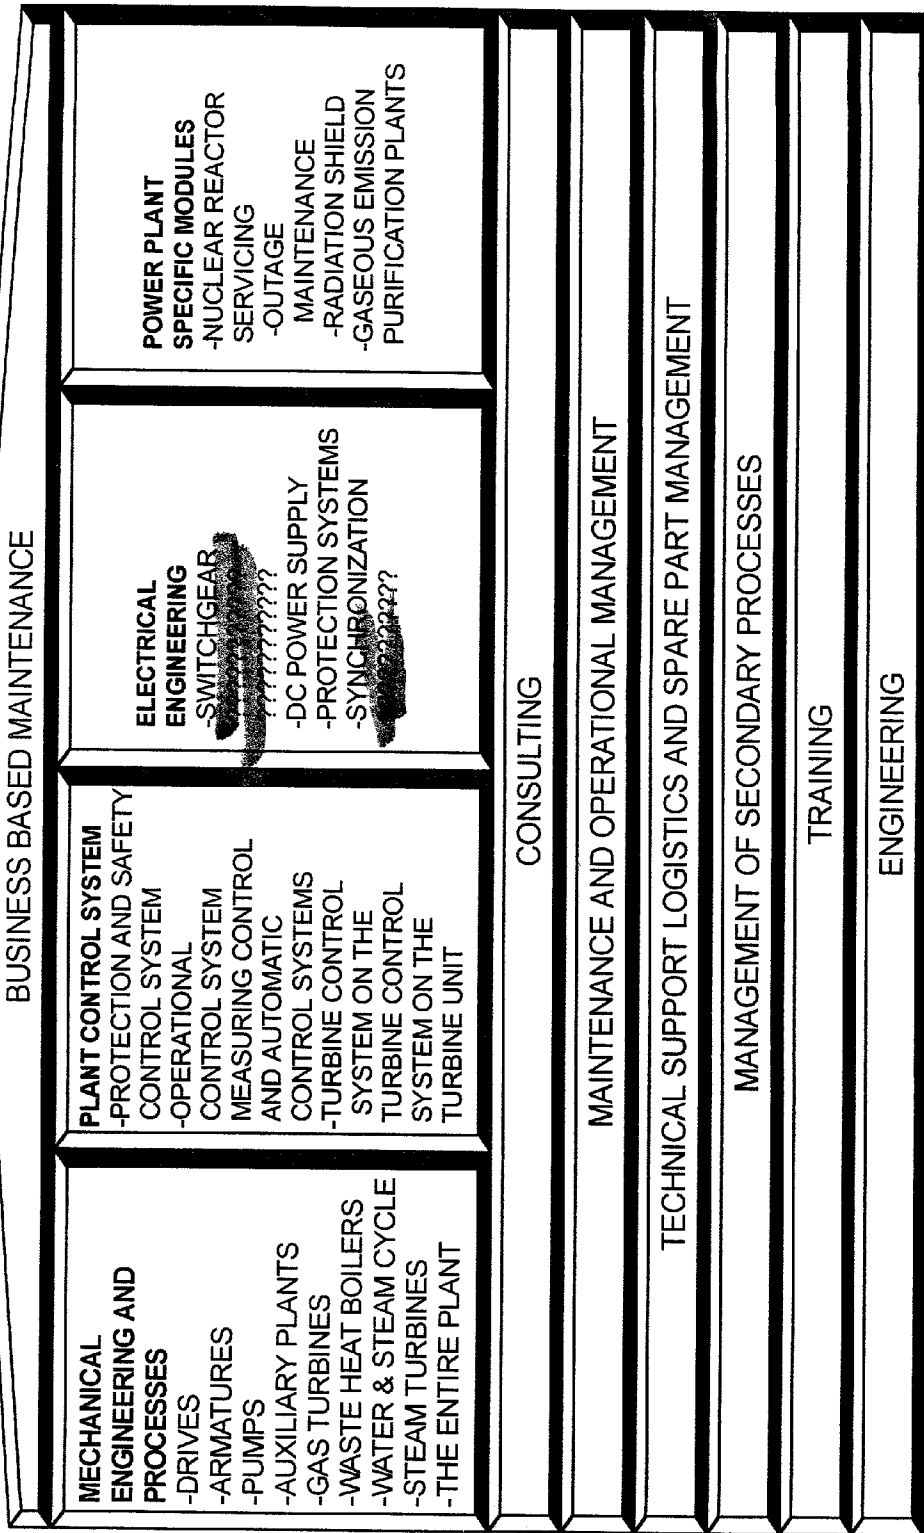 BUSINESS BASED MAINTENANCE
MECHANICAL
ENGINEERING AND
PROCESSES
-DRIVES
-ARMATURES
-PUMPS
-AUXILIARY PLANTS
-GAS TURBINES
-WASTE HEAT BOILERS
-WATER & STEAM CYCLE
-STEAM TURBINES
-THE ENTIRE PLANT
PLANT CONTROL SYSTEM
-PROTECTION AND SAFETY
CONTROL SYSTEM
-OPERATIONAL
CONTROL SYSTEM
MEASURING CONTROL
AND AUTOMATIC
CONTROL SYSTEMS
-TURBINE CONTROL
SYSTEM ON THE
TURBINE CONTROL
SYSTEM ON THE
TURBINE UNIT
ELECTRICAL
ENGINEERING
-SWITCHGEAR
-DC POWER SUPPLY
-PROTECTION SYSTEMS
-SYNCHRONIZATION
POWER PLANT
SPECIFIC MODULES
-NUCLEAR REACTOR
SERVICING
-OUTAGE
MAINTENANCE
-RADIATION SHIELD
-GASEOUS EMISSION
PURIFICATION PLANTS
CONSULTING
MAINTENANCE AND OPERATIONAL MANAGEMENT
TECHNICAL SUPPORT LOGISTICS AND SPARE PART MANAGEMENT
MANAGEMENT OF SECONDARY PROCESSES
TRAINING
ENGINEERING